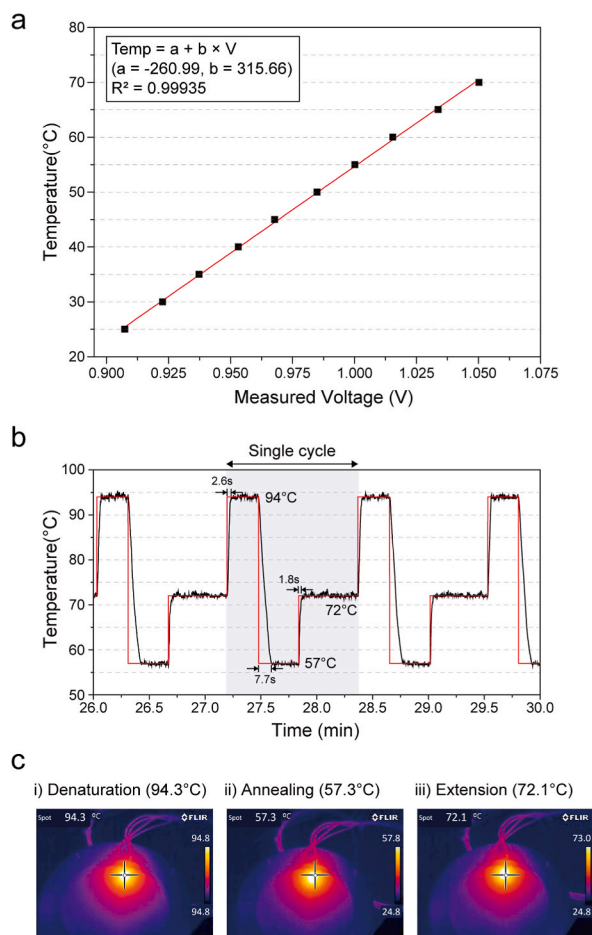 a
Temp = a + b × V
(a = -260.99, b = 315.66)
R² = 0.99935
80
70
60
50
40
30
20
Temperature(°C)
0.900 0.925 0.950 0.975 1.000 1.025 1.050 1.075
Measured Voltage (V)
b
Single cycle
100
90
80
70
60
50
Temperature(°C)
2.6s
94°C
1.8s
72°C
57°C
7.7s
26.0 26.5 27.0 27.5 28.0 28.5 29.0 29.5 30.0
Time (min)
c
i) Denaturation (94.3°C) ii) Annealing (57.3°C) iii) Extension (72.1°C)
Spot 94.3 ºC FLIR
94.8
94.8
Spot 57.3 ºC FLIR
57.8
24.8
Spot 72.1 ºC FLIR
73.0
24.8